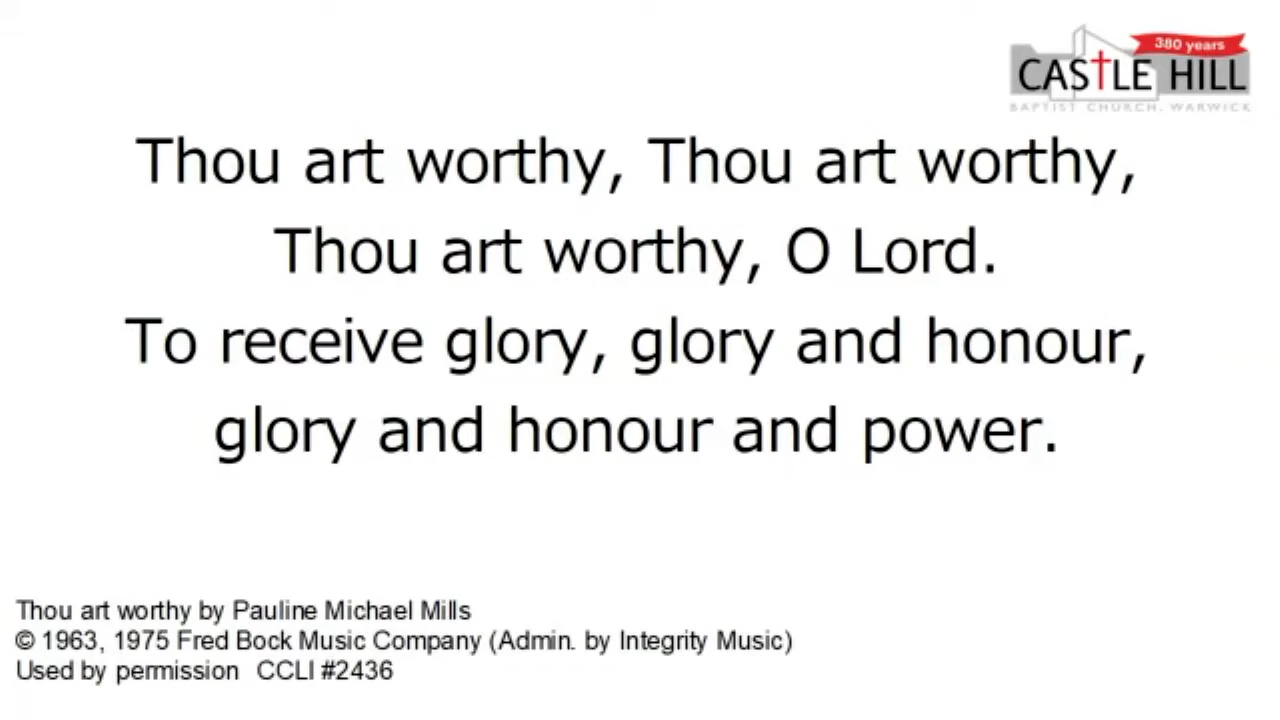 380 years
CASTLE HILL
BAPTIST CHURCH, WARWICK
Thou art worthy, Thou art worthy,
Thou art worthy, O Lord.
To receive glory, glory and honour,
glory and honour and power.
Thou art worthy by Pauline Michael Mills
© 1963, 1975 Fred Bock Music Company (Admin. by Integrity Music)
Used by permission CCLI #2436